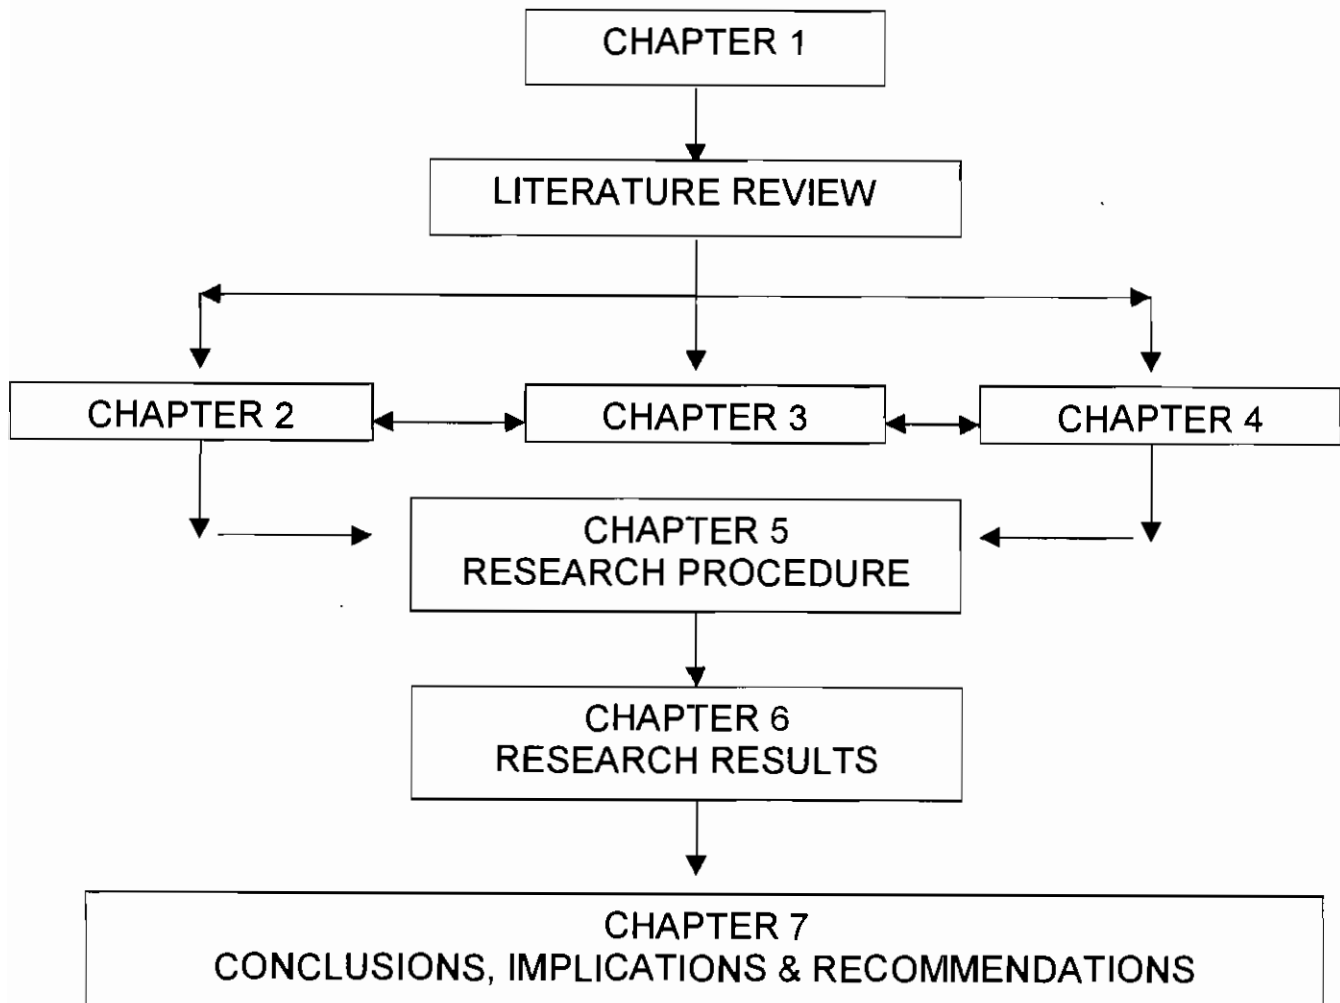 CHAPTER 1
LITERATURE REVIEW
CHAPTER 2
CHAPTER 3
CHAPTER 4
CHAPTER 5
RESEARCH PROCEDURE
CHAPTER 6
RESEARCH RESULTS
CHAPTER 7
CONCLUSIONS, IMPLICATIONS & RECOMMENDATIONS